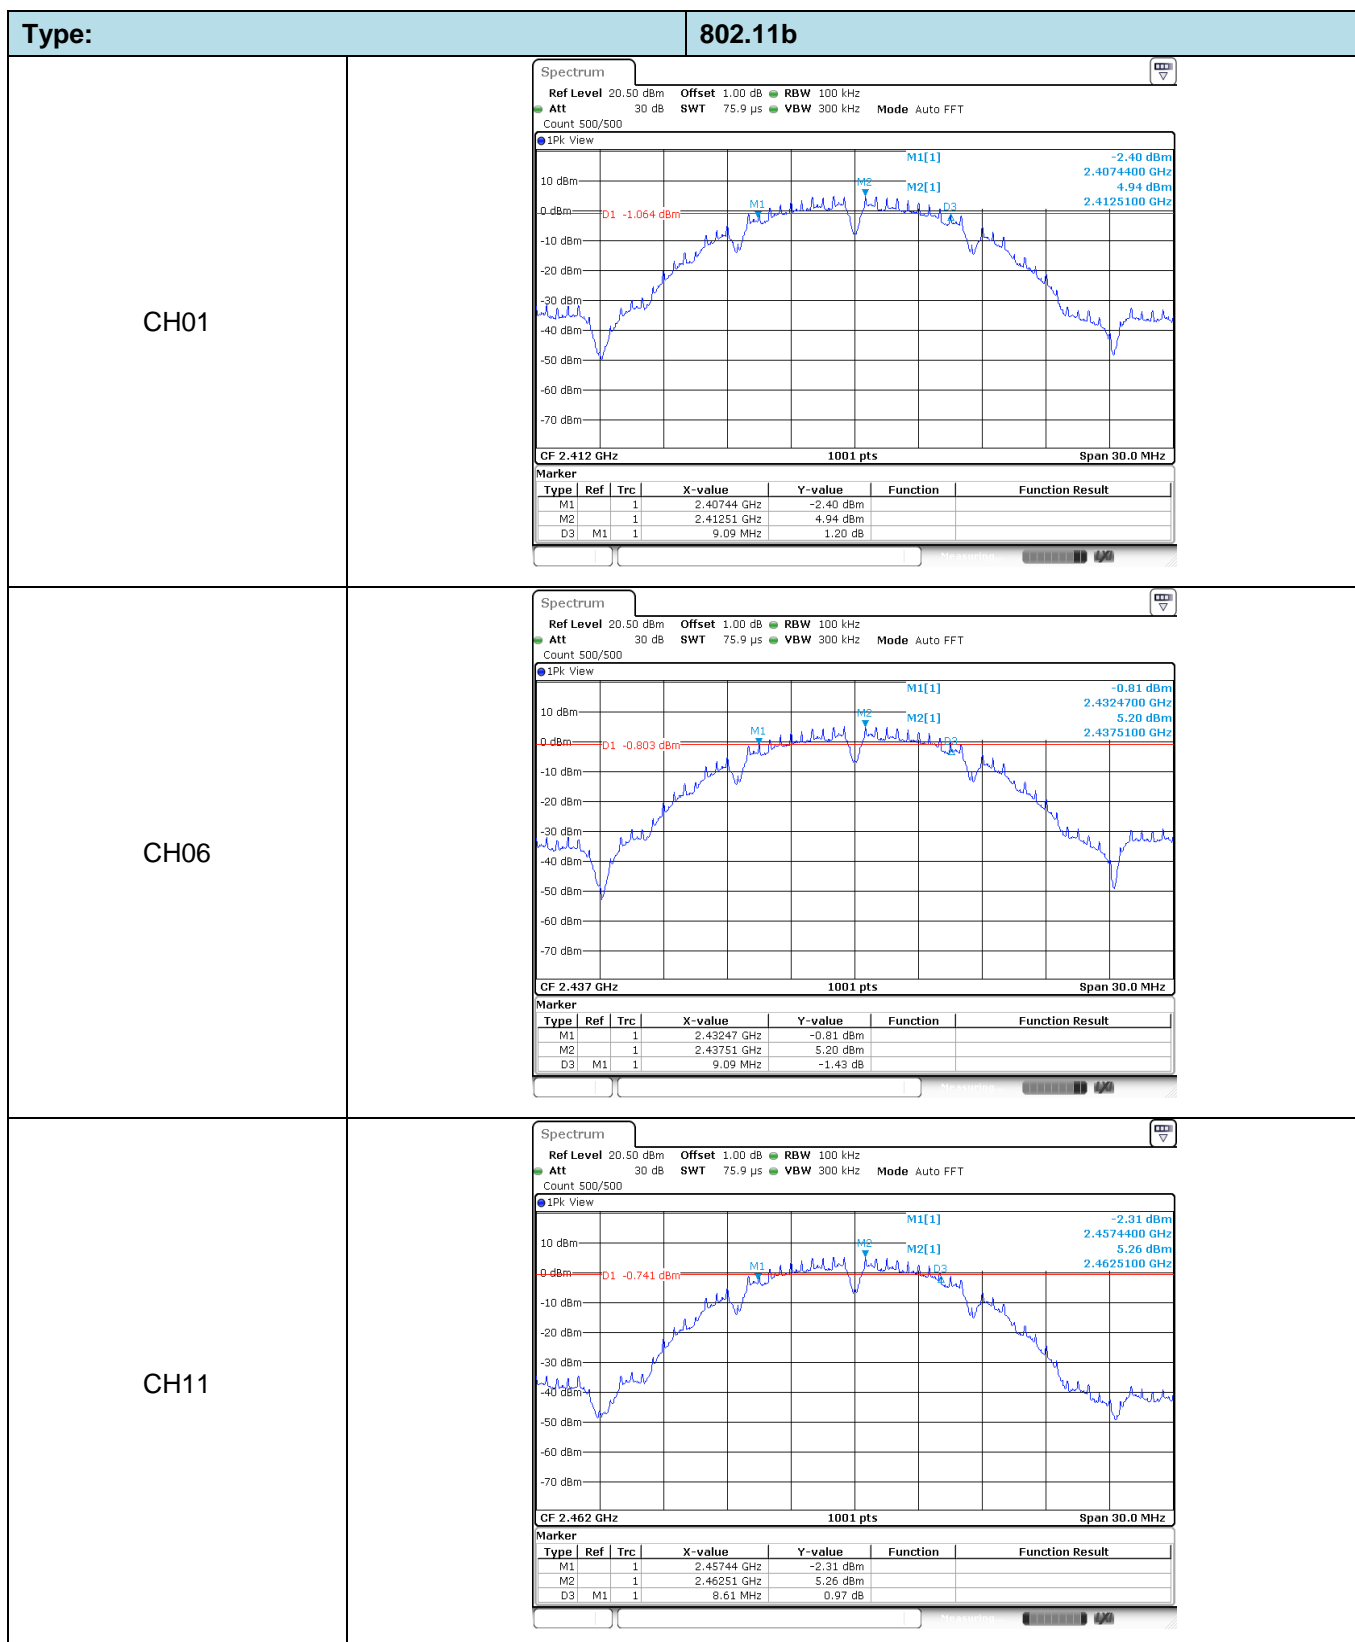 Type: 802.11b
CH01
Spectrum
Ref Level 20.50 dBm Offset 1.00 dB RBW 100 kHz
Att 30 dB SWT 75.9 µs VBW 300 kHz Mode Auto FFT
Count 500/500
1Pk View
M1[1] -2.40 dBm
2.4074400 GHz
10 dBm
M2
M2[1] 4.94 dBm
2.4125100 GHz
M1
D3
0 dBm
D1 -1.064 dBm
-10 dBm
-20 dBm
-30 dBm
-40 dBm
-50 dBm
-60 dBm
-70 dBm
CF 2.412 GHz 1001 pts Span 30.0 MHz
Marker
Type Ref Trc X-value Y-value Function Function Result
M1 1 2.40744 GHz -2.40 dBm
M2 1 2.41251 GHz 4.94 dBm
D3 M1 1 9.09 MHz 1.20 dB
Measuring...
CH06
Spectrum
Ref Level 20.50 dBm Offset 1.00 dB RBW 100 kHz
Att 30 dB SWT 75.9 µs VBW 300 kHz Mode Auto FFT
Count 500/500
1Pk View
M1[1] -0.81 dBm
2.4324700 GHz
10 dBm
M2
M2[1] 5.20 dBm
2.4375100 GHz
M1
D3
0 dBm
D1 -0.803 dBm
-10 dBm
-20 dBm
-30 dBm
-40 dBm
-50 dBm
-60 dBm
-70 dBm
CF 2.437 GHz 1001 pts Span 30.0 MHz
Marker
Type Ref Trc X-value Y-value Function Function Result
M1 1 2.43247 GHz -0.81 dBm
M2 1 2.43751 GHz 5.20 dBm
D3 M1 1 9.09 MHz -1.43 dB
Measuring...
CH11
Spectrum
Ref Level 20.50 dBm Offset 1.00 dB RBW 100 kHz
Att 30 dB SWT 75.9 µs VBW 300 kHz Mode Auto FFT
Count 500/500
1Pk View
M1[1] -2.31 dBm
2.4574400 GHz
10 dBm
M2
M2[1] 5.26 dBm
2.4625100 GHz
M1
D3
0 dBm
D1 -0.741 dBm
-10 dBm
-20 dBm
-30 dBm
-40 dBm
-50 dBm
-60 dBm
-70 dBm
CF 2.462 GHz 1001 pts Span 30.0 MHz
Marker
Type Ref Trc X-value Y-value Function Function Result
M1 1 2.45744 GHz -2.31 dBm
M2 1 2.46251 GHz 5.26 dBm
D3 M1 1 8.61 MHz 0.97 dB
Measuring...